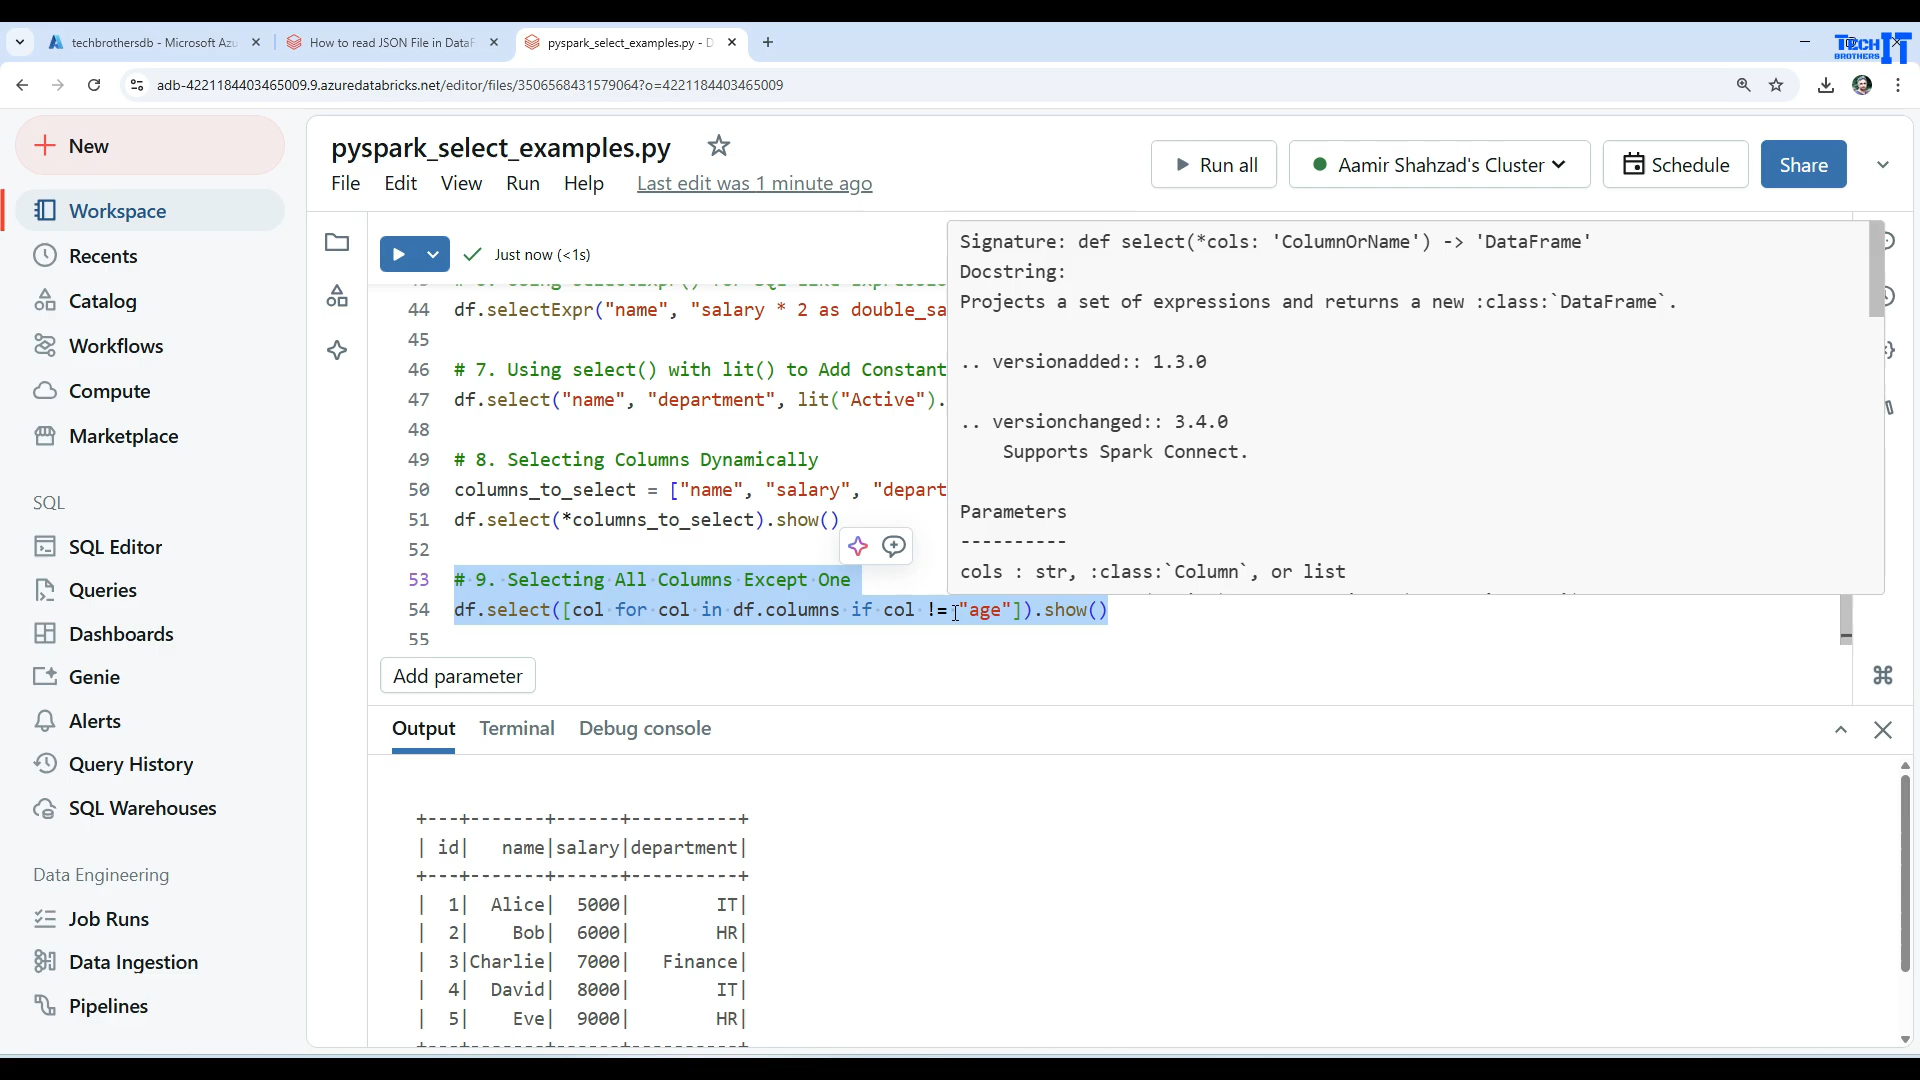 techbrothersdb - Microsoft Azu
How to read JSON File in DataF
pyspark_select_examples.py - D
TECH IT
BROTHERS
adb-4221184403465009.9.azuredatabricks.net/editor/files/3506568431579064?o=4221184403465009
New
Workspace
Recents
Catalog
Workflows
Compute
Marketplace
SQL
SQL Editor
Queries
Dashboards
Genie
Alerts
Query History
SQL Warehouses
Data Engineering
Job Runs
Data Ingestion
Pipelines
pyspark_select_examples.py
File Edit View Run Help Last edit was 1 minute ago
Run all
Aamir Shahzad's Cluster
Schedule
Share
Just now (<1s)
44 df.selectExpr("name", "salary * 2 as double_sa
45
46 # 7. Using select() with lit() to Add Constant
47 df.select("name", "department", lit("Active").
48
49 # 8. Selecting Columns Dynamically
50 columns_to_select = ["name", "salary", "depart
51 df.select(*columns_to_select).show()
52
53 # 9. Selecting All Columns Except One
54 df.select([col for col in df.columns if col != "age"]).show()
55
Signature: def select(*cols: 'ColumnOrName') -> 'DataFrame'
Docstring:
Projects a set of expressions and returns a new :class:`DataFrame`.
.. versionadded:: 1.3.0
.. versionchanged:: 3.4.0
Supports Spark Connect.
Parameters
----------
cols : str, :class:`Column`, or list
Add parameter
Output Terminal Debug console
+---+-------+------+----------+
| id|   name|salary|department|
+---+-------+------+----------+
|  1|  Alice|  5000|        IT|
|  2|    Bob|  6000|        HR|
|  3|Charlie|  7000|   Finance|
|  4|  David|  8000|        IT|
|  5|    Eve|  9000|        HR|
+---+-------+------+----------+